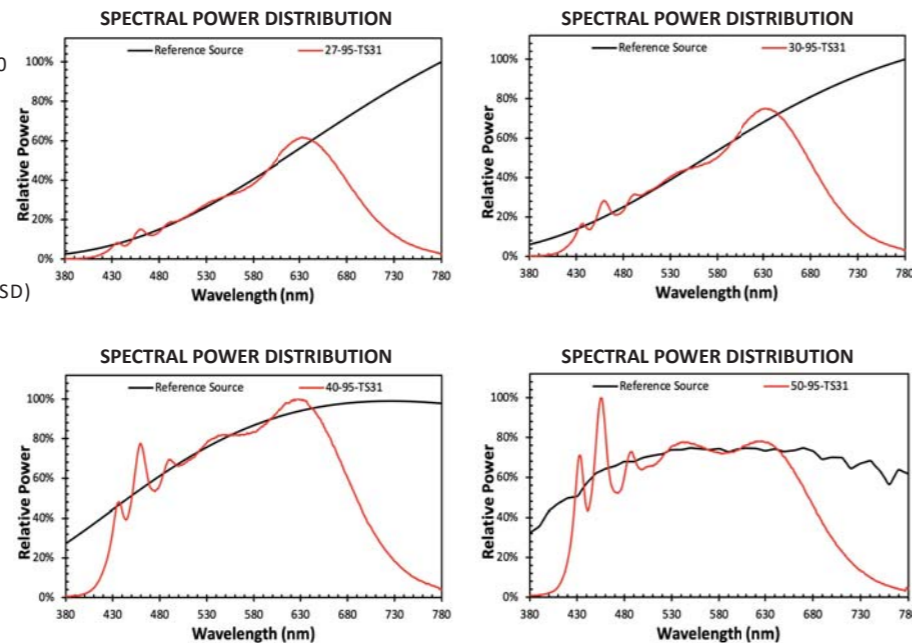 SPECTRAL POWER DISTRIBUTION
Reference Source 27-95-TS31
0
100%
80%
60%
40%
20%
0%
Relative Power
380 430 480 530 580 630 680 730 780
Wavelength (nm)
SPECTRAL POWER DISTRIBUTION
Reference Source 30-95-TS31
100%
80%
60%
40%
20%
0%
Relative Power
380 430 480 530 580 630 680 730 780
Wavelength (nm)
SD)
SPECTRAL POWER DISTRIBUTION
Reference Source 40-95-TS31
100%
80%
60%
40%
20%
0%
Relative Power
380 430 480 530 580 630 680 730 780
Wavelength (nm)
SPECTRAL POWER DISTRIBUTION
Reference Source 50-95-TS31
100%
80%
60%
40%
20%
0%
Relative Power
380 430 480 530 580 630 680 730 780
Wavelength (nm)